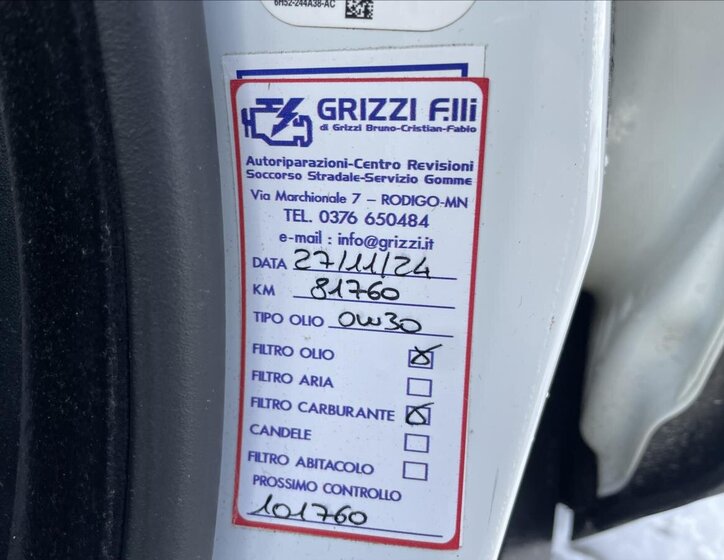 6H52-244A38-AC
GRIZZI F.lli
di Grizzi Bruno-Cristian-Fabio
Autoriparazioni-Centro Revisioni
Soccorso Stradale-Servizio Gomme
Via Marchionale 7 – RODIGO-MN
TEL. 0376 650484
e-mail : info@grizzi.it
DATA 27/11/24
KM 81760
TIPO OLIO 0W30
FILTRO OLIO
FILTRO ARIA
FILTRO CARBURANTE
CANDELE
FILTRO ABITACOLO
PROSSIMO CONTROLLO
101760